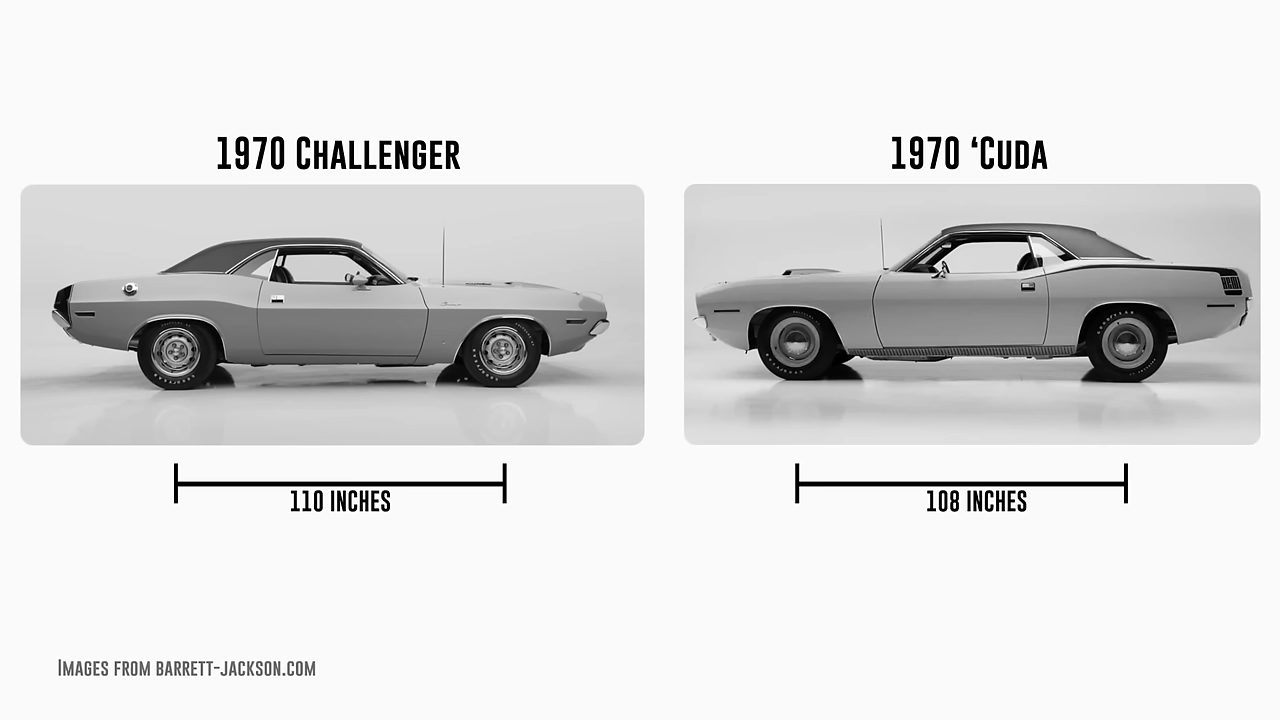 1970 Challenger
1970 ‘Cuda
110 INCHES
108 INCHES
Images from barrett-jackson.com